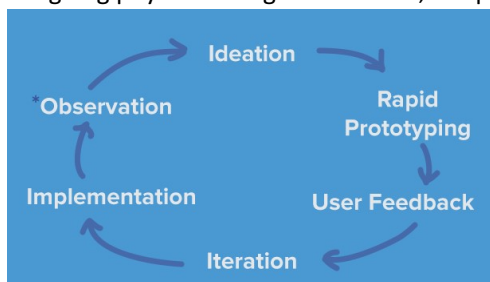 Ideation
Rapid
Prototyping
User Feedback
Iteration
Implementation
*Observation